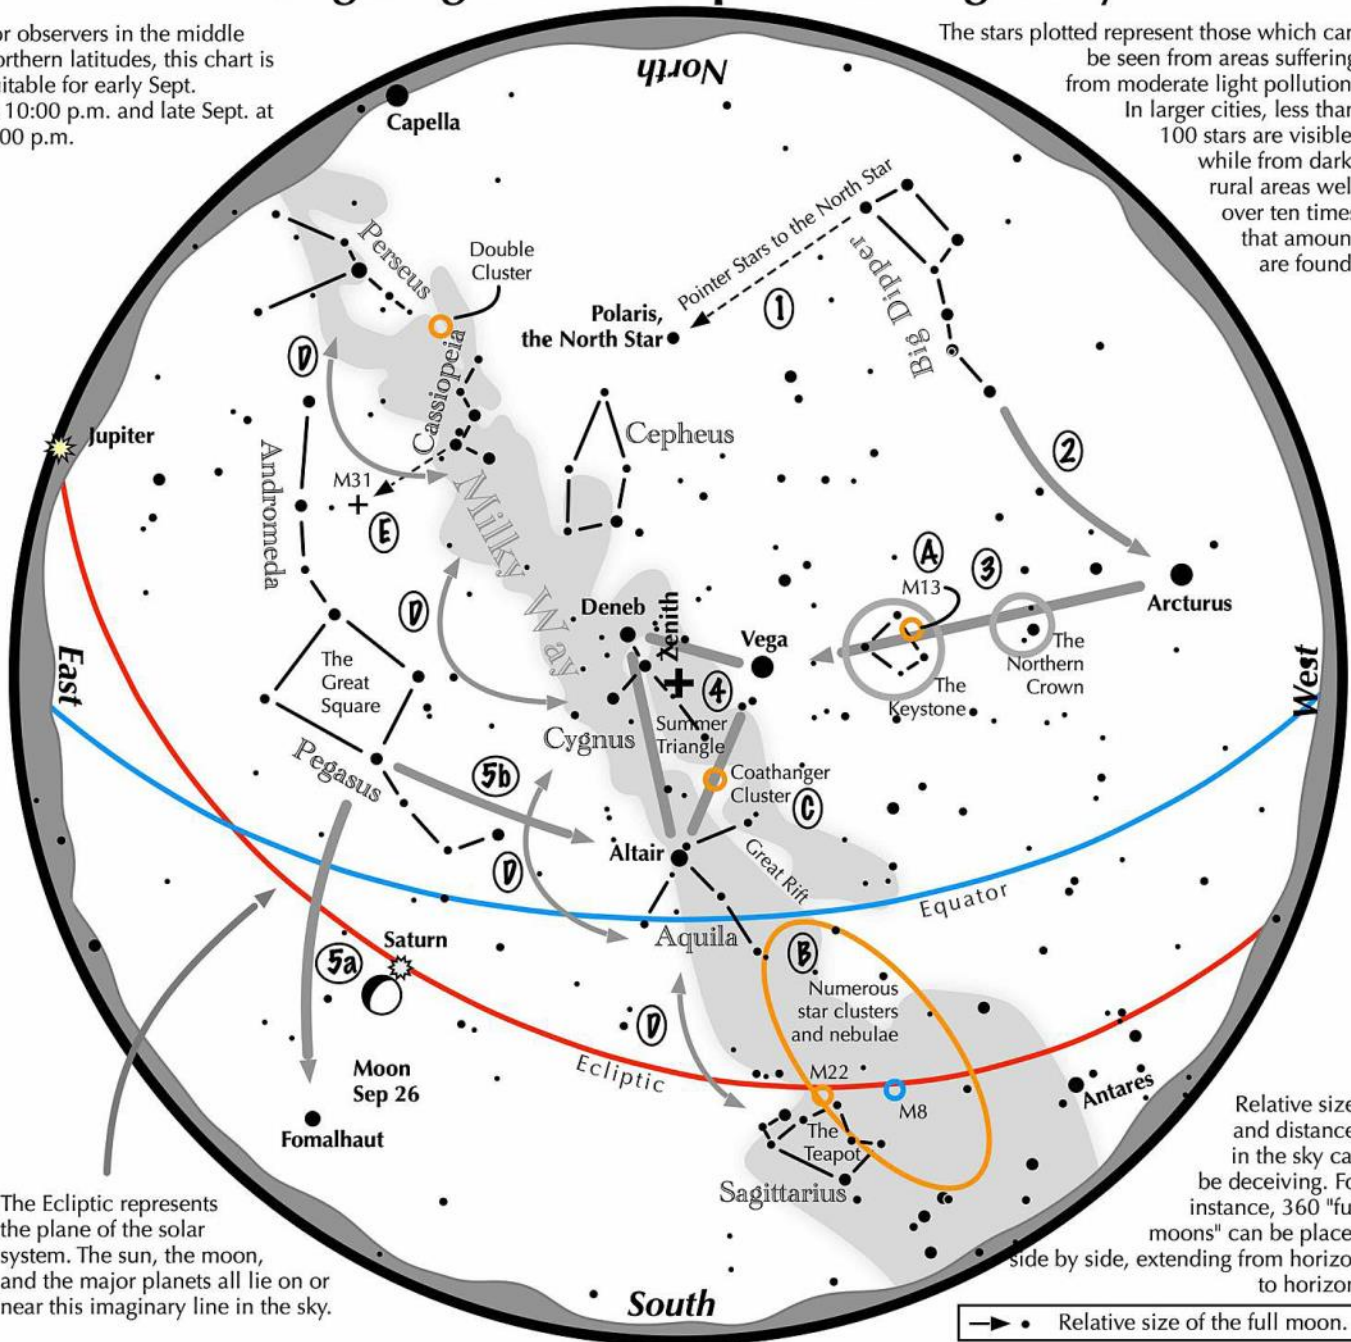 or observers in the middle
orthern latitudes, this chart is
itable for early Sept.
10:00 p.m. and late Sept. at
00 p.m.
The stars plotted represent those which can
be seen from areas suffering
from moderate light pollution
In larger cities, less than
100 stars are visible
while from dark
rural areas wel
over ten times
that amoun
are found
North
Capella
Perseus
Double
Cluster
Pointer Stars to the North Star
1
Polaris,
the North Star
Big Dipper
D
Cassiopeia
Jupiter
Cepheus
2
Andromeda
M31
E
Milky Way
A
M13
3
Arcturus
D
Deneb
Zenith
Vega
The
Northern
Crown
East
West
The
Great
Square
The
Keystone
4
Summer
Triangle
Cygnus
Pegasus
5b
Coathanger
Cluster
C
Altair
Great Rift
D
Equator
Aquila
Saturn
5a
B
Numerous
star clusters
and nebulae
D
Moon
Sep 26
Ecliptic
M22
M8
Antares
Fomalhaut
The
Teapot
Sagittarius
Relative size
and distance
in the sky ca
be deceiving. Fo
instance, 360 "fu
moons" can be place
side by side, extending from horizo
to horizon
The Ecliptic represents
the plane of the solar
system. The sun, the moon,
and the major planets all lie on or
near this imaginary line in the sky.
South
Relative size of the full moon.